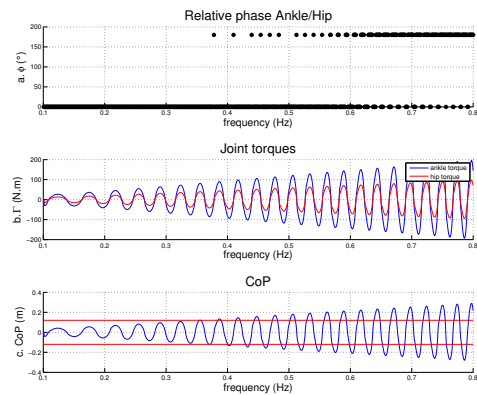 Relative phase Ankle/Hip
200
150
100
50
0
a. ϕ (°)
0.1 0.2 0.3 0.4 0.5 0.6 0.7 0.8
frequency (Hz)
Joint torques
200
100
0
−100
−200
b. Γ (N.m)
ankle torque
hip torque
0.1 0.2 0.3 0.4 0.5 0.6 0.7 0.8
frequency (Hz)
CoP
0.4
0.2
0
−0.2
−0.4
c. CoP (m)
0.1 0.2 0.3 0.4 0.5 0.6 0.7 0.8
frequency (Hz)